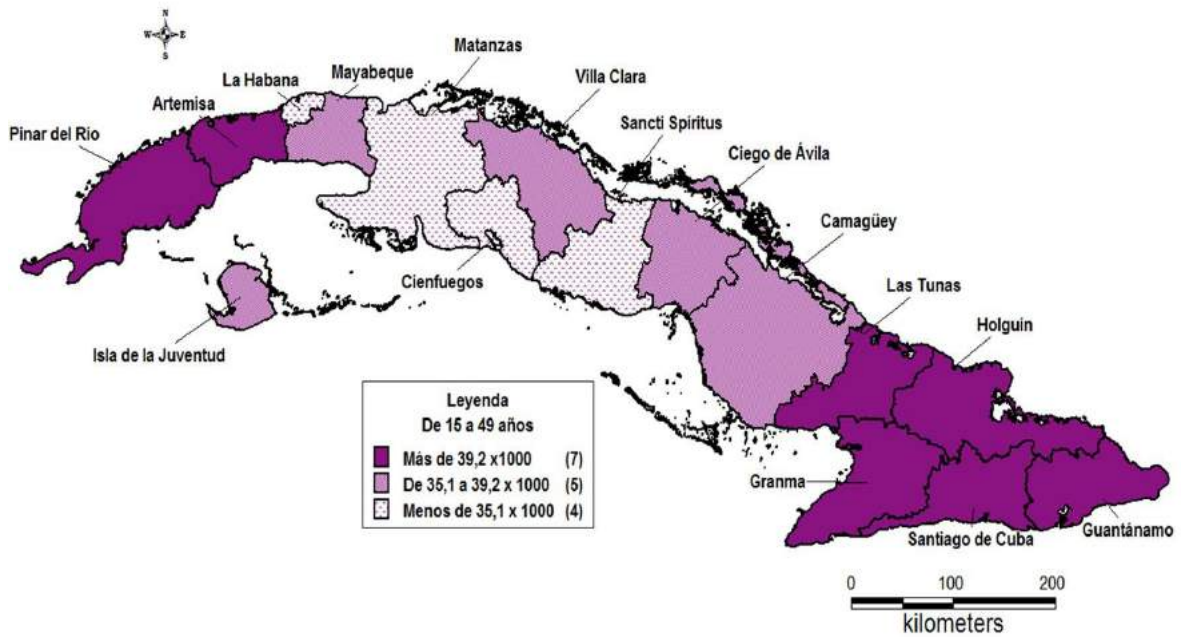 N
W E
S
Matanzas
La Habana
Mayabeque
Villa Clara
Artemisa
Sancti Spiritus
Pinar del Rio
Ciego de Ávila
Camagüey
Cienfuegos
Las Tunas
Holguin
Isla de la Juventud
Leyenda
De 15 a 49 años
Más de 39,2 x1000 (7)
De 35,1 a 39,2 x 1000 (5)
Menos de 35,1 x 1000 (4)
Granma
Santiago de Cuba
Guantánamo
0 100 200
kilometers